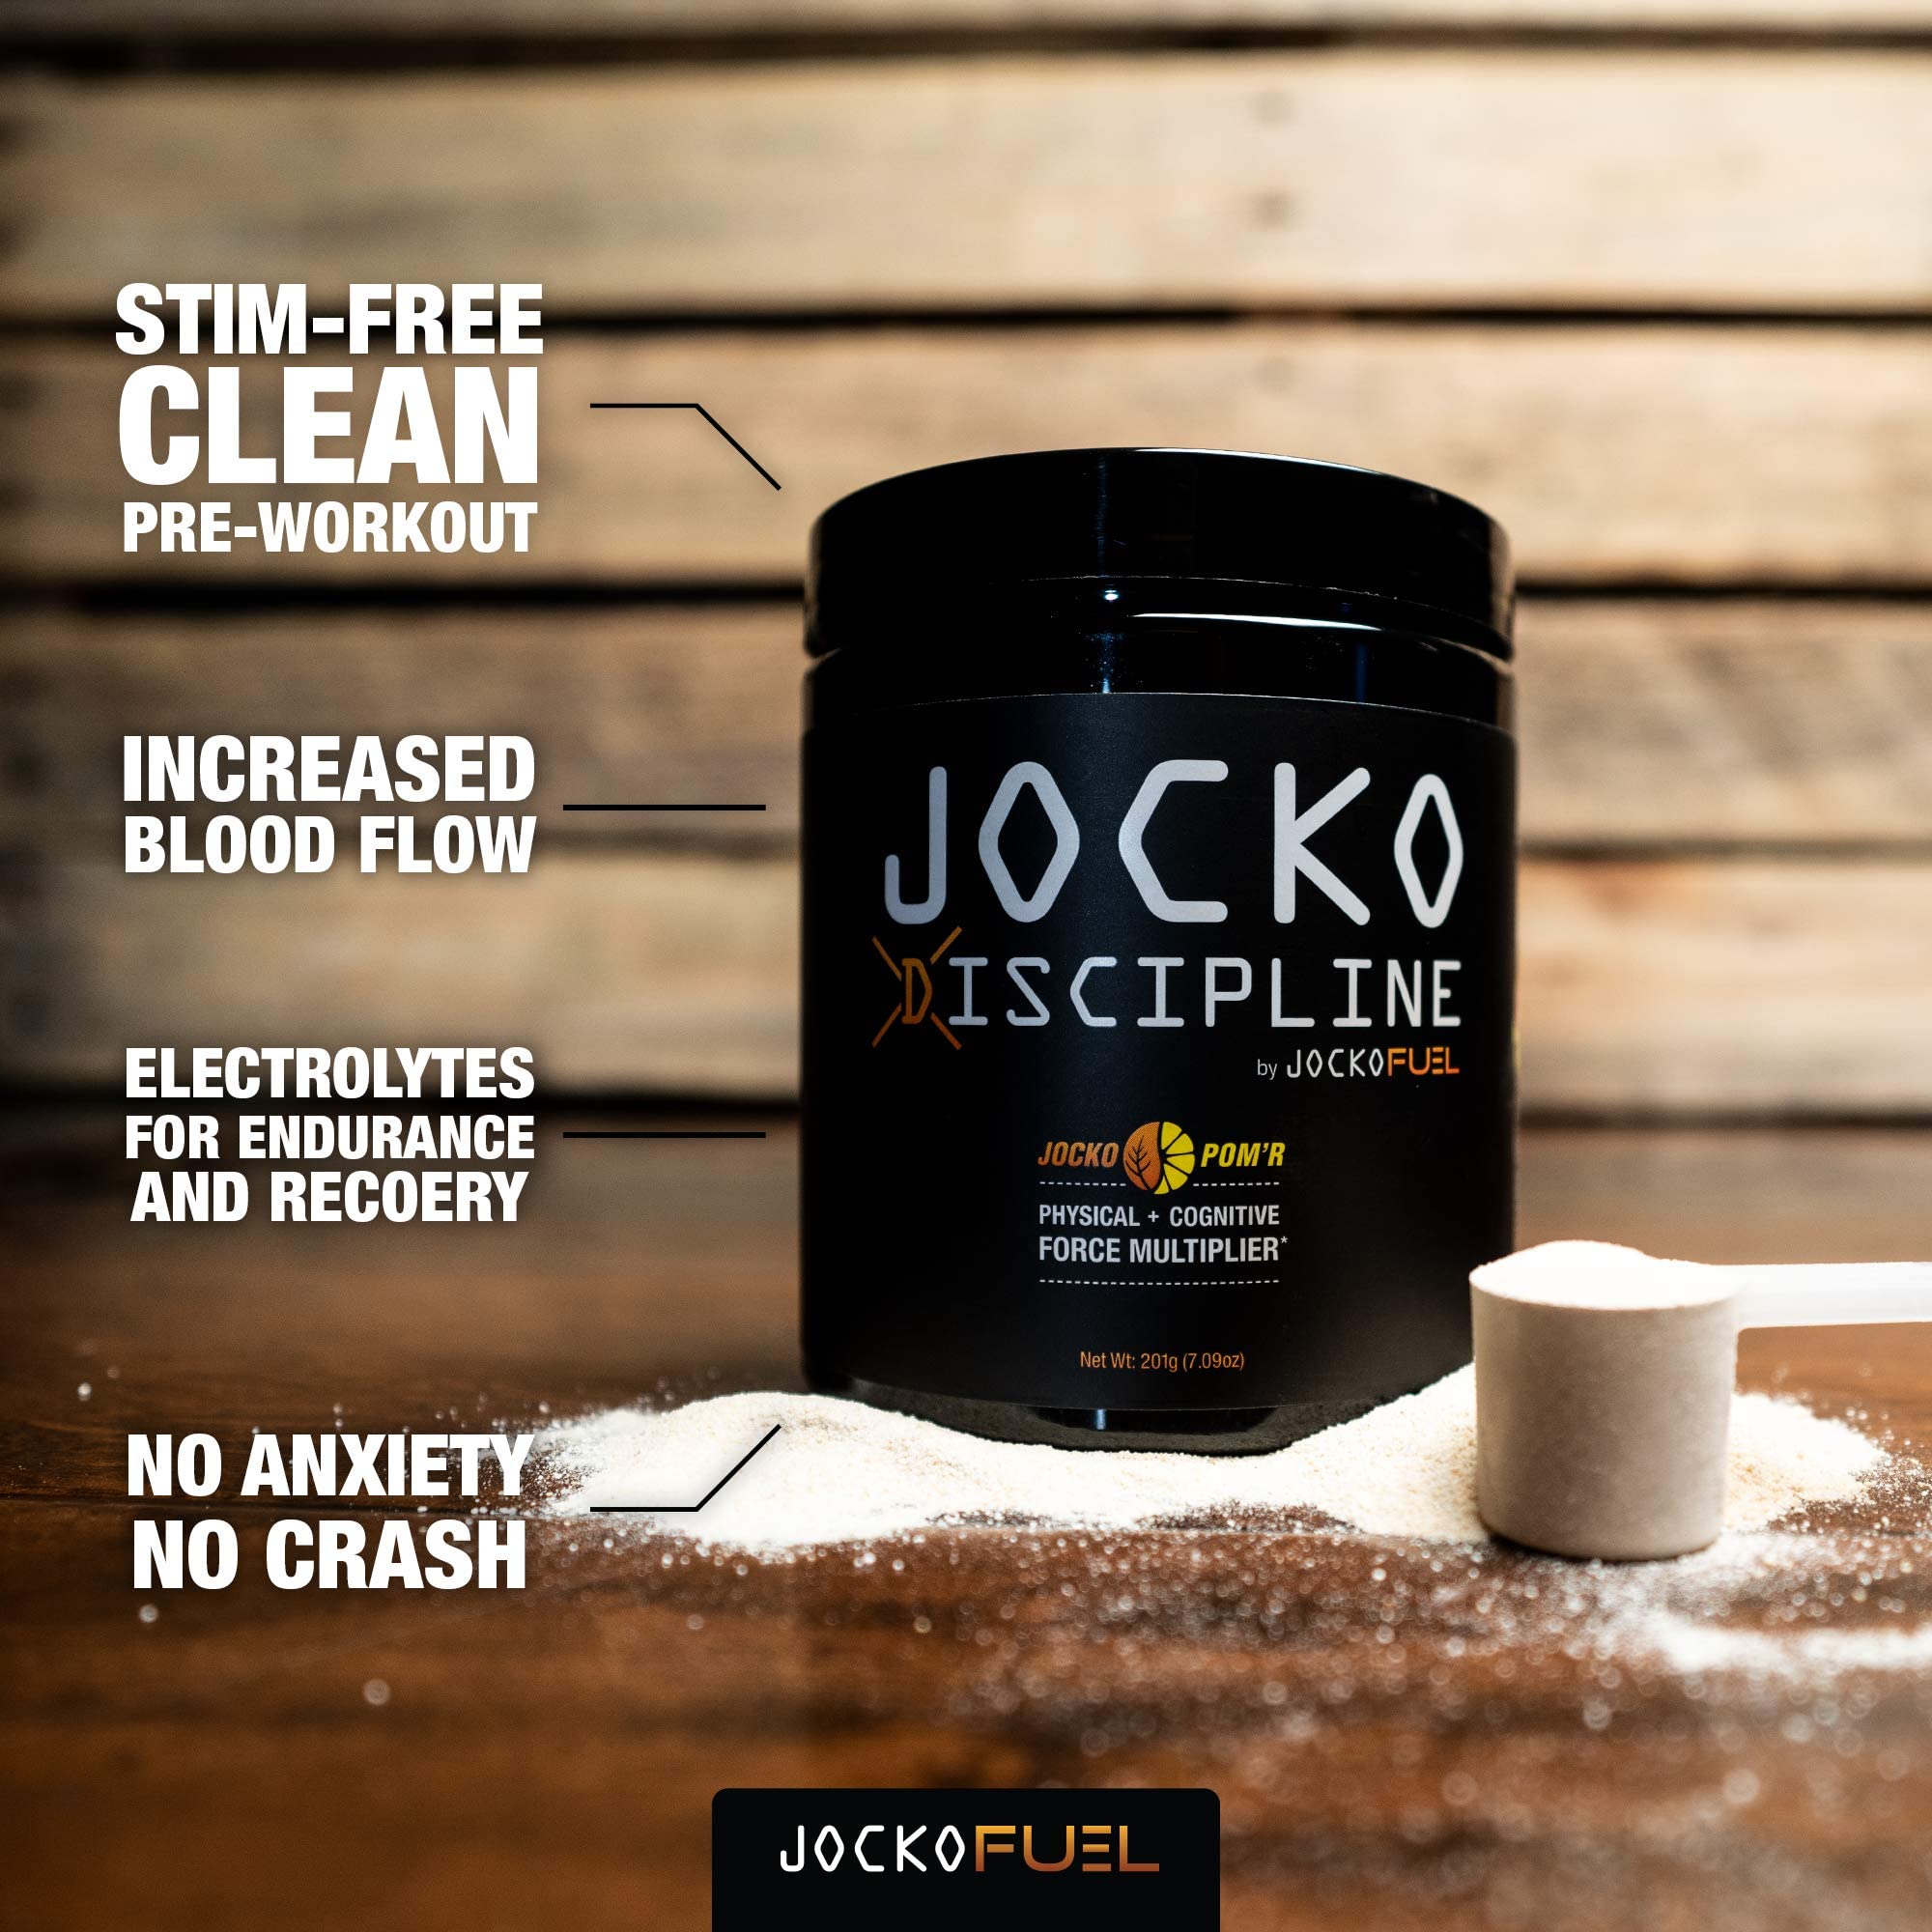 STIM-FREE
CLEAN
PRE-WORKOUT
INCREASED
BLOOD FLOW
ELECTROLYTES
FOR ENDURANCE
AND RECOERY
NO ANXIETY
NO CRASH
JOCKO
DISCIPLINE
by JOCKOFUEL
JOCKO POM'R
PHYSICAL + COGNITIVE
FORCE MULTIPLIER*
Net Wt: 201g (7.09oz)
JOCKOFUEL